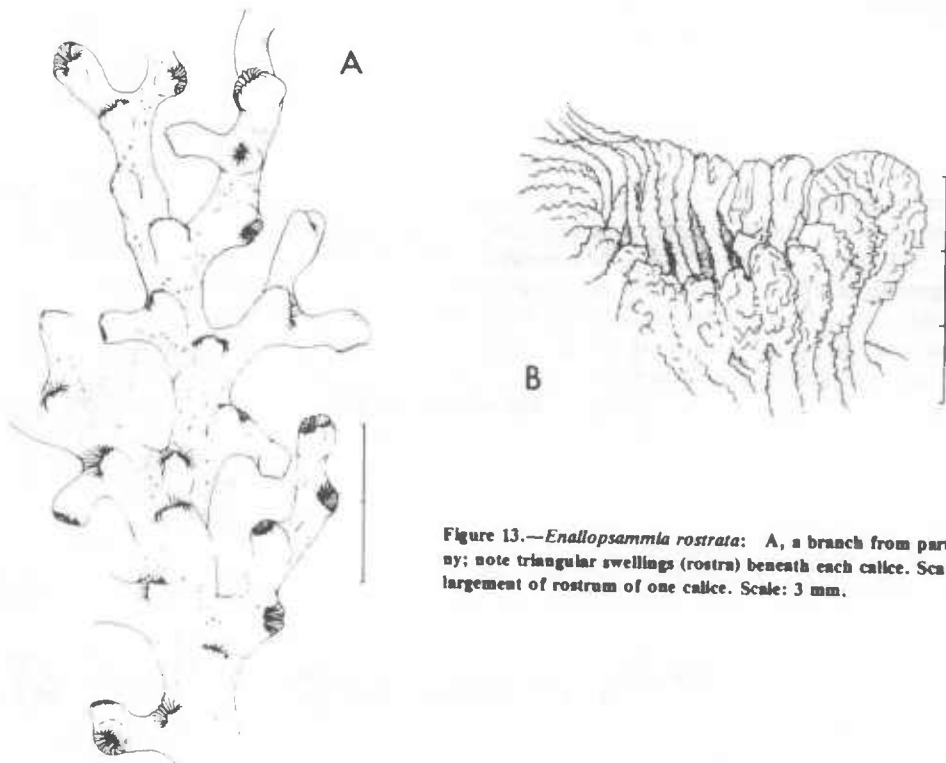 A
B
Figure 13.—Enallopsammia rostrata: A, a branch from part
ny; note triangular swellings (rostra) beneath each calice. Sca
largement of rostrum of one calice. Scale: 3 mm.